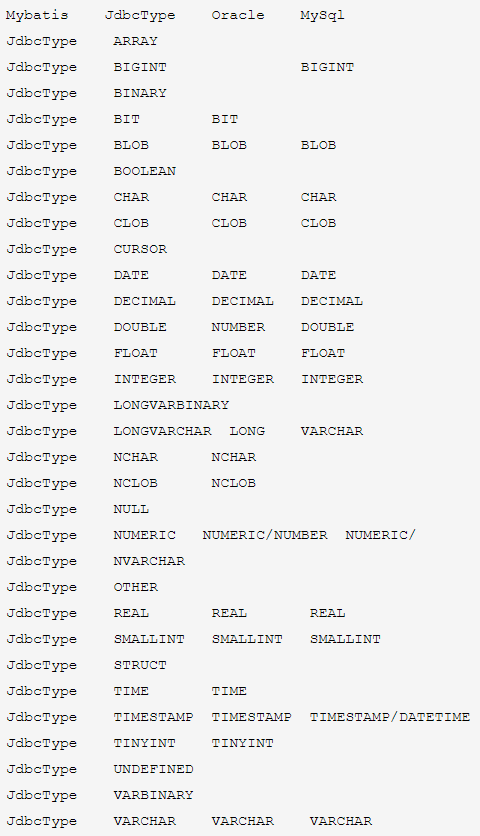 Mybatis    JdbcType    Oracle    MySql
JdbcType    ARRAY
JdbcType    BIGINT               BIGINT
JdbcType    BINARY
JdbcType    BIT       BIT
JdbcType    BLOB       BLOB      BLOB
JdbcType    BOOLEAN
JdbcType    CHAR       CHAR      CHAR
JdbcType    CLOB       CLOB      CLOB
JdbcType    CURSOR
JdbcType    DATE       DATE      DATE
JdbcType    DECIMAL    DECIMAL   DECIMAL
JdbcType    DOUBLE     NUMBER    DOUBLE
JdbcType    FLOAT      FLOAT     FLOAT
JdbcType    INTEGER    INTEGER   INTEGER
JdbcType    LONGVARBINARY
JdbcType    LONGVARCHAR  LONG    VARCHAR
JdbcType    NCHAR      NCHAR
JdbcType    NCLOB      NCLOB
JdbcType    NULL
JdbcType    NUMERIC   NUMERIC/NUMBER  NUMERIC/
JdbcType    NVARCHAR
JdbcType    OTHER
JdbcType    REAL       REAL       REAL
JdbcType    SMALLINT   SMALLINT   SMALLINT
JdbcType    STRUCT
JdbcType    TIME       TIME
JdbcType    TIMESTAMP  TIMESTAMP  TIMESTAMP/DATETIME
JdbcType    TINYINT    TINYINT
JdbcType    UNDEFINED
JdbcType    VARBINARY
JdbcType    VARCHAR    VARCHAR    VARCHAR